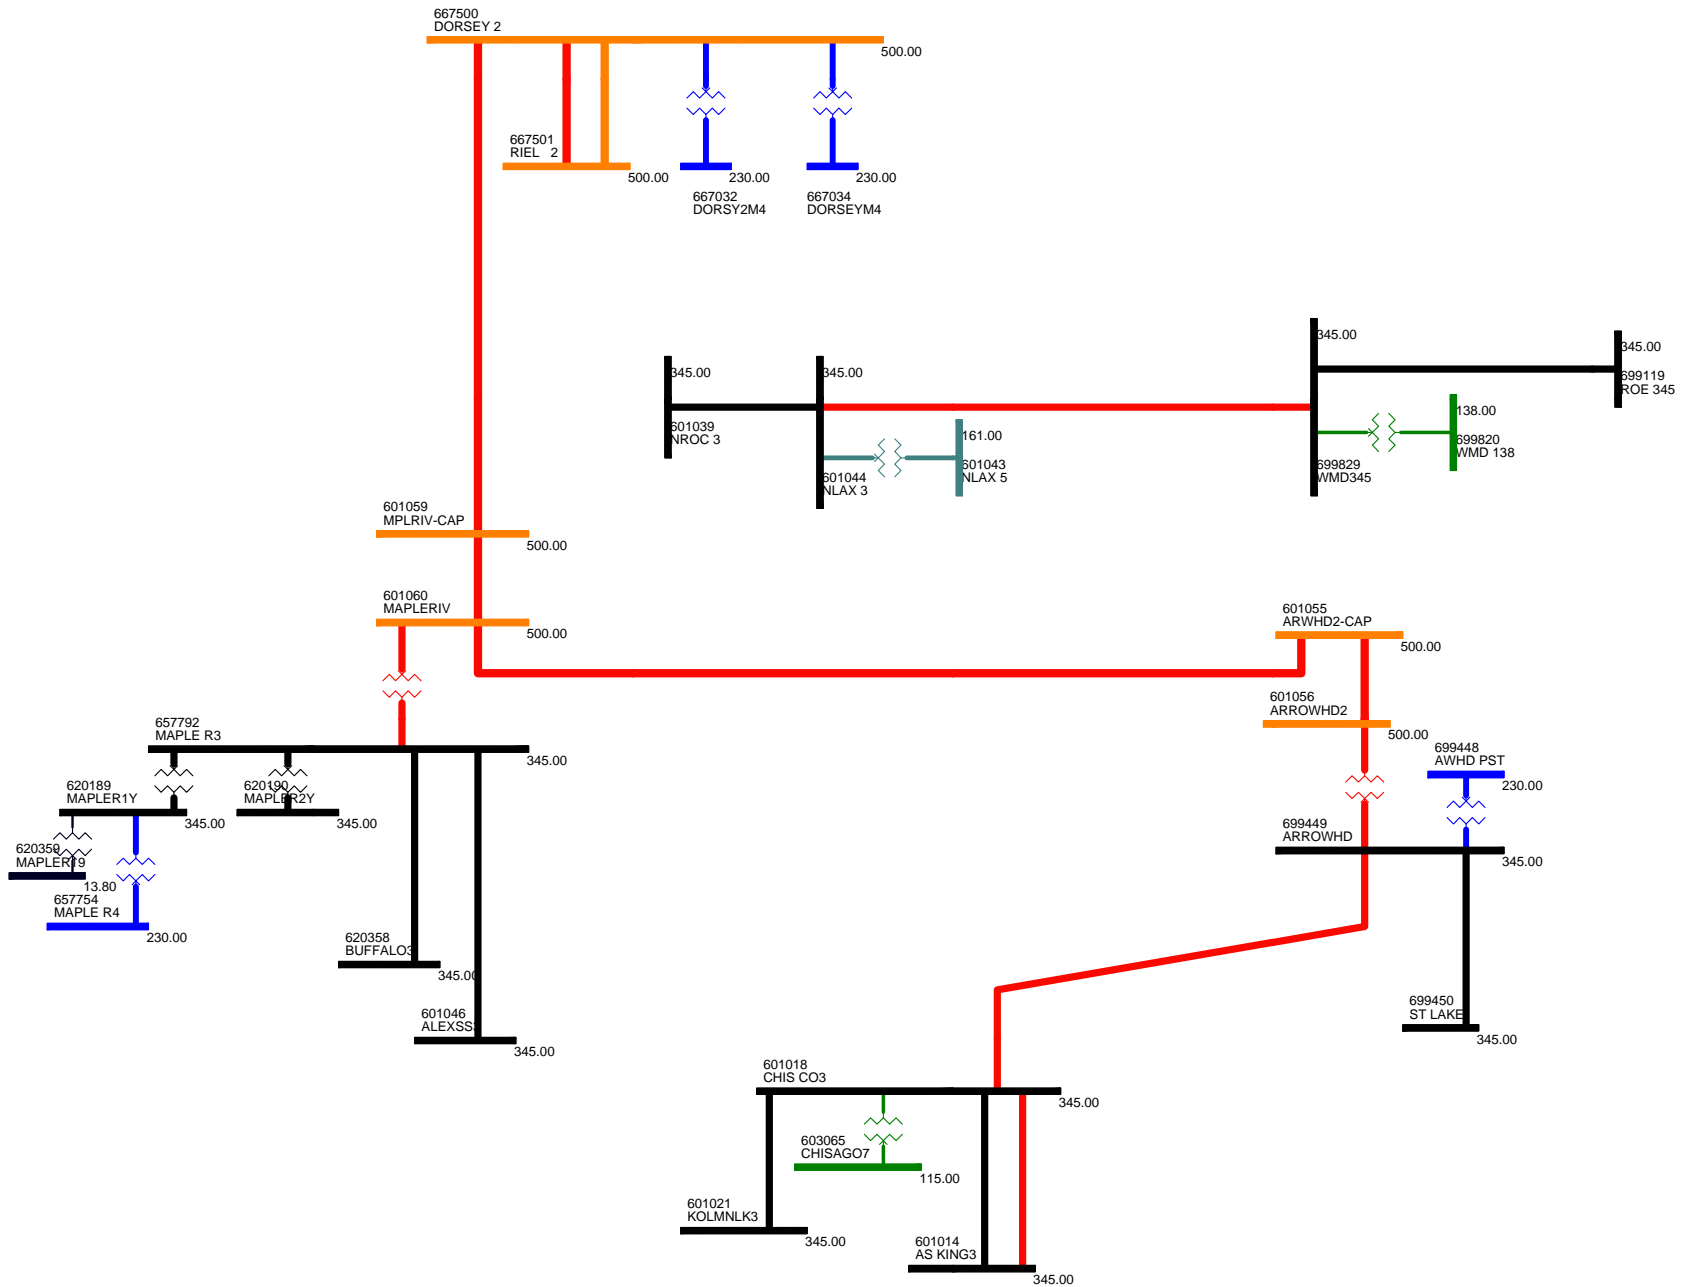 667500
DORSEY 2
500.00
667501
RIEL   2
500.00
230.00
230.00
667032
DORSY2M4
667034
DORSEYM4
345.00
345.00
345.00
345.00
699119
ROE 345
138.00
161.00
601039
NROC 3
699820
WMD 138
601043
NLAX 5
699829
WMD345
601044
NLAX 3
601059
MPLRIV-CAP
500.00
601060
MAPLERIV
500.00
601055
ARWHD2-CAP
500.00
601056
ARROWHD2
500.00
657792
MAPLE R3
345.00
699448
AWHD PST
230.00
620189
MAPLER1Y
345.00
620190
MAPLER2Y
345.00
699449
ARROWHD
345.00
620359
MAPLERT9
13.80
657754
MAPLE R4
230.00
620358
BUFFALO3
345.00
601046
ALEXSS3
345.00
699450
ST LAKE
345.00
601018
CHIS CO3
345.00
603065
CHISAGO7
115.00
601021
KOLMNLK3
345.00
601014
AS KING3
345.00